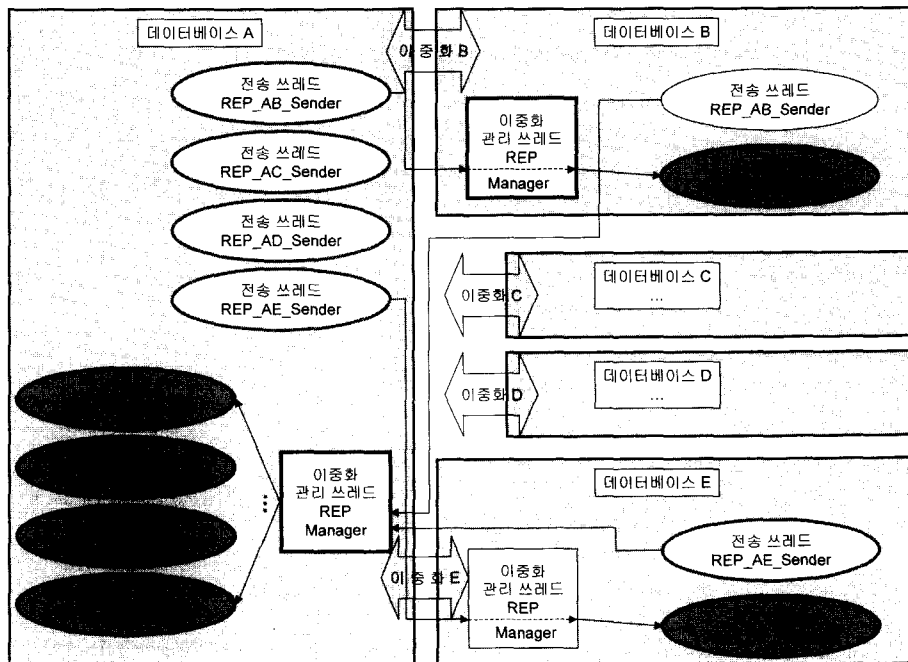 데이터베이스 A
이중화 B
데이터베이스 B
전송 쓰레드
REP_AB_Sender
전송 쓰레드
REP_AC_Sender
전송 쓰레드
REP_AD_Sender
전송 쓰레드
REP_AE_Sender
이중화
관리 쓰레드
REP
Manager
전송 쓰레드
REP_AB_Sender
이중화 C
데이터베이스 C
...
이중화 D
데이터베이스 D
...
데이터베이스 E
이중화
관리 쓰레드
REP
Manager
...
이중화 E
이중화
관리 쓰레드
REP
Manager
전송 쓰레드
REP_AE_Sender